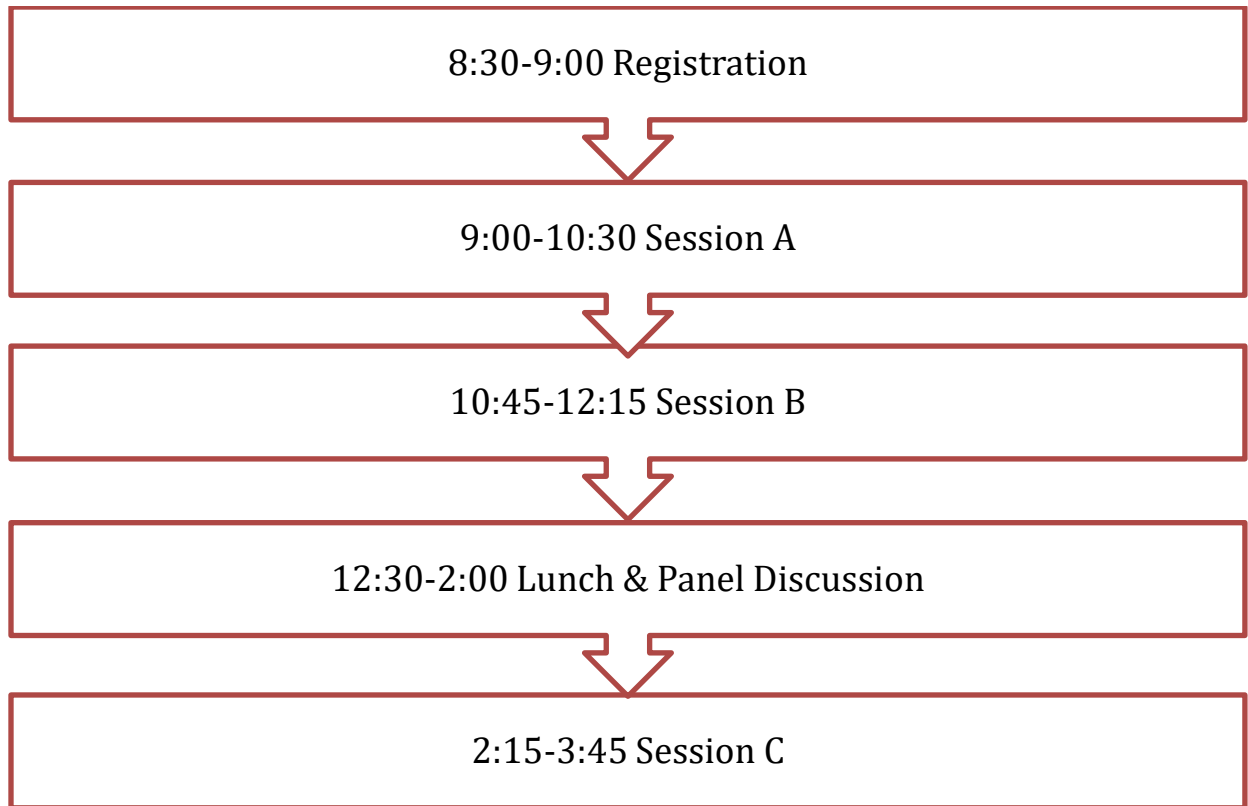 8:30-9:00 Registration
9:00-10:30 Session A
10:45-12:15 Session B
12:30-2:00 Lunch & Panel Discussion
2:15-3:45 Session C